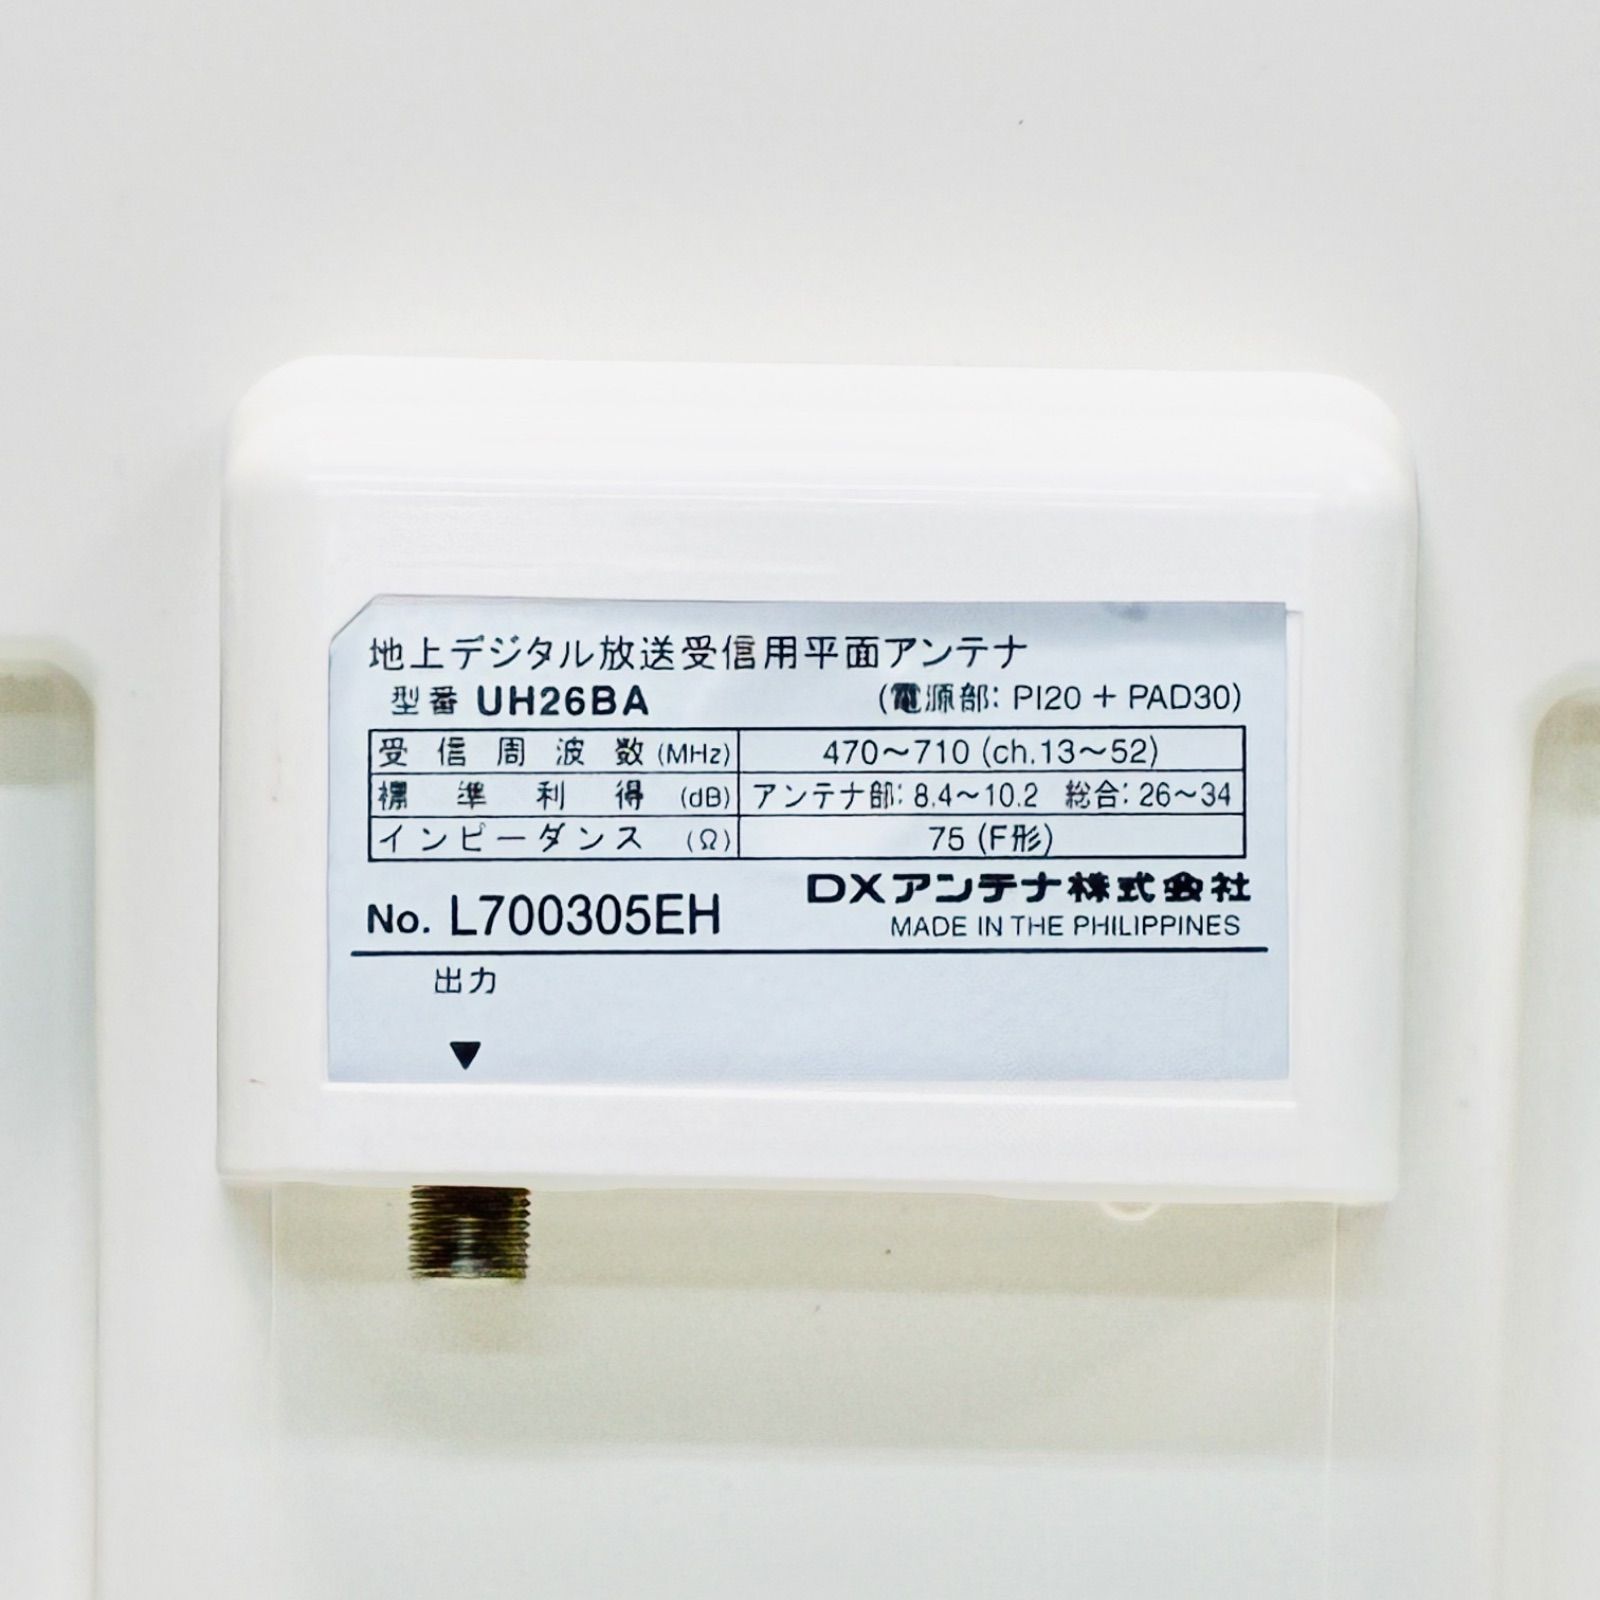 地上デジタル放送受信用平面アンテナ
型番 UH26BA (電源部: PI20 + PAD30)
受信周波数 (MHz) 470～710 (ch.13～52)
標準利得 (dB) アンテナ部: 8.4～10.2 総合: 26～34
インピーダンス (Ω) 75 (F形)
No. L700305EH DXアンテナ株式会社
MADE IN THE PHILIPPINES
出力
▼